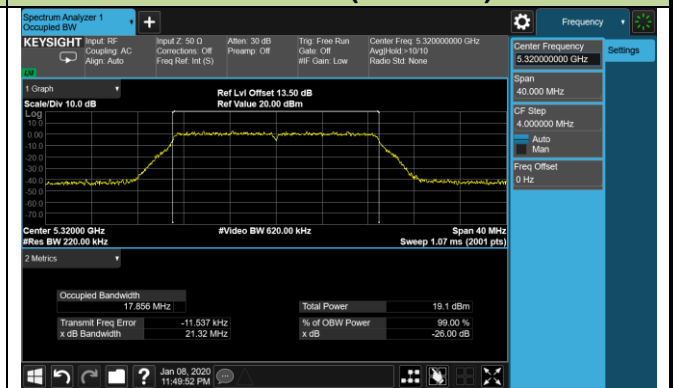 Spectrum Analyzer 1
Occupied BW
Frequency
KEYSIGHT
Input: RF
Coupling: AC
Align: Auto
Input Z: 50 Ω
Corrections: Off
Freq Ref: Int (S)
Atten: 30 dB
Preamp: Off
Trig: Free Run
Gate: Off
#IF Gain: Low
Center Freq: 5.320000000 GHz
Avg|Hold:>10/10
Radio Std: None
Center Frequency
5.320000000 GHz
Settings
Span
40.000 MHz
CF Step
4.000000 MHz
Auto
Man
Freq Offset
0 Hz
1 Graph
Scale/Div 10.0 dB
Ref Lvl Offset 13.50 dB
Ref Value 20.00 dBm
Log
10.0
0.00
-10.0
-20.0
-30.0
-40.0
-50.0
-60.0
-70.0
Center 5.32000 GHz
#Res BW 220.00 kHz
#Video BW 620.00 kHz
Span 40 MHz
Sweep 1.07 ms (2001 pts)
2 Metrics
Occupied Bandwidth
17.856 MHz
Total Power 19.1 dBm
Transmit Freq Error -11.537 kHz
% of OBW Power 99.00 %
x dB Bandwidth 21.32 MHz
x dB -26.00 dB
Jan 08, 2020
11:49:52 PM